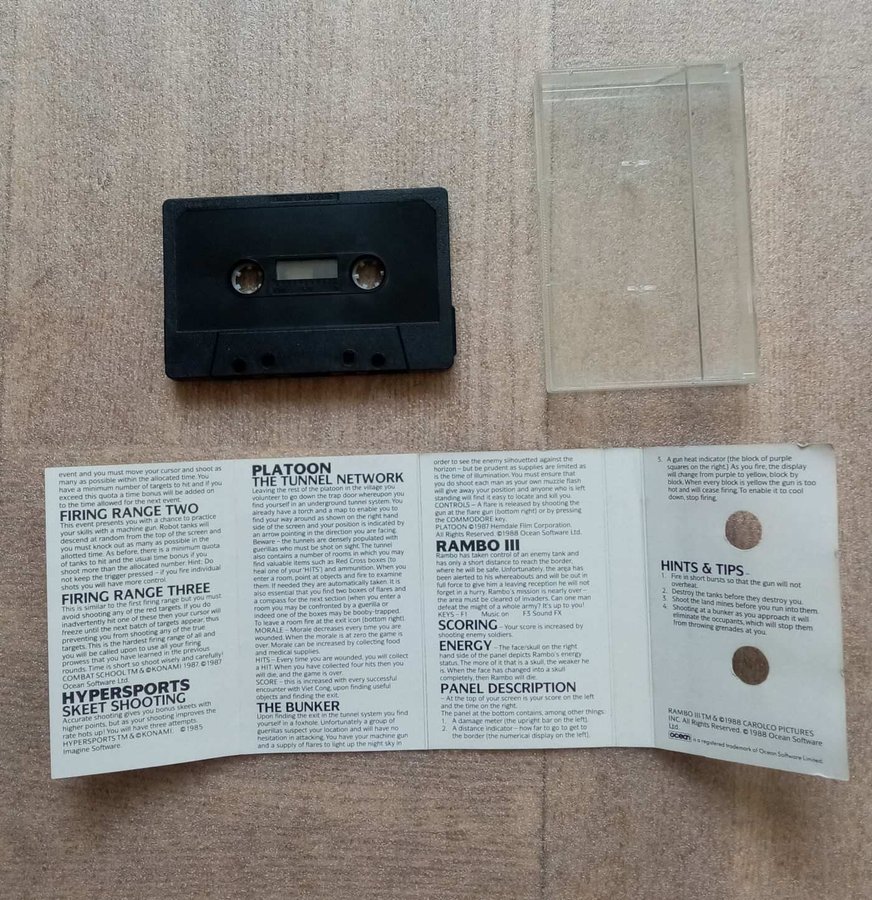 event and you must move your cursor and shoot as
many as possible within the allocated time. You
have a minimum number of targets to hit and if you
exceed this quota a time bonus will be added on
to the time allowed for the next event.
FIRING RANGE TWO
This event presents you with a chance to practice
your skills with a machine gun. Robot tanks will
descend at random from the top of the screen and
you must knock out as many as possible in the
allotted time. As before, there is a minimum quota
of tanks to hit and the usual time bonus if you
shoot more than the allocated number. Hint: Do
not keep the trigger pressed – if you fire individual
shots you will have more control.
FIRING RANGE THREE
This is similar to the first firing range but you must
avoid shooting any of the red targets. If you do
inadvertently hit one of these then your cursor will
freeze until the next batch of targets appear, thus
preventing you from shooting any of the true
targets. This is the hardest firing range of all and
you will be called upon to use all your firing
prowess that you have learned in the previous
rounds. Time is short so shoot wisely and carefully!
COMBAT SCHOOL TM & © KONAMI 1987 © 1987
Ocean Software Ltd.
HYPERSPORTS
SKEET SHOOTING
Accurate shooting gives you bonus skeets with
higher points, but as your shooting improves the
rate hots up! You will have three attempts.
HYPERSPORTS TM & © KONAMI. © 1985
Imagine Software.
PLATOON
THE TUNNEL NETWORK
Leaving the rest of the platoon in the village you
volunteer to go down the trap door whereupon you
find yourself in an underground tunnel system. You
already have a torch and a map to enable you to
find your way around as shown on the right hand
side of the screen and your position is indicated by
an arrow pointing in the direction you are facing.
Beware – the tunnels are densely populated with
guerillas who must be shot on sight. The tunnel
also contains a number of rooms in which you may
find valuable items such as Red Cross boxes (to
heal one of your 'HITS') and ammunition. When you
enter a room, point at objects and fire to examine
them. If needed they are automatically taken. It is
also essential that you find two boxes of flares and
a compass for the next section when you enter a
room you may be confronted by a guerilla or
indeed one of the boxes may be booby-trapped.
To leave a room fire at the exit icon (bottom right).
MORALE – Morale decreases every time you are
wounded. When the morale is at zero the game is
over. Morale can be increased by collecting food
and medical supplies.
HITS – Every time you are wounded, you will collect
a HIT. When you have collected four hits then you
will die, and the game is over.
SCORE – this is increased with every successful
encounter with Viet Cong, upon finding useful
objects and finding the exit.
THE BUNKER
Upon finding the exit in the tunnel system you find
yourself in a foxhole. Unfortunately a group of
guerillas suspect your location and will have no
hesitation in attacking. You have your machine gun
and a supply of flares to light up the night sky in
order to see the enemy silhouetted against the
horizon – but be prudent as supplies are limited as
is the time of illumination. You must ensure that
you do shoot each man as your own muzzle flash
will give away your position and anyone who is left
standing will find it easy to locate and kill you.
CONTROLS – A flare is released by shooting the
gun at the flare gun (bottom right) or by pressing
the COMMODORE key.
PLATOON © 1987 Hemdale Film Corporation.
All Rights Reserved. © 1988 Ocean Software Ltd.
RAMBO III
Rambo has taken control of an enemy tank and
has only a short distance to reach the border,
where he will be safe. Unfortunately, the area has
been alerted to his whereabouts and will be out in
full force to give him a leaving reception he will not
forget in a hurry. Rambo's mission is nearly over –
the area must be cleared of invaders. Can one man
defeat the might of a whole army? It's up to you!
KEYS – F1 Music on F3 Sound FX
SCORING – Your score is increased by
shooting enemy soldiers.
ENERGY – The face/skull on the right
hand side of the panel depicts Rambo's energy
status. The more of it that is a skull, the weaker he
is. When the face has changed into a skull
completely, then Rambo will die.
PANEL DESCRIPTION
– At the top of your screen is your score on the left
and the time on the right.
The panel at the bottom contains, among other things:
1. A damage meter (the upright bar on the left).
2. A distance indicator – how far to go to get to
the border (the numerical display on the left).
3. A gun heat indicator (the block of purple
squares on the right.) As you fire, the display
will change from purple to yellow, block by
block. When every block is yellow the gun is too
hot and will cease firing. To enable it to cool
down, stop firing.
HINTS & TIPS –
1. Fire in short bursts so that the gun will not
overheat.
2. Destroy the tanks before they destroy you.
3. Shoot the land mines before you run into them.
4. Shooting at a bunker as you approach it will
eliminate the occupants, which will stop them
from throwing grenades at you.
RAMBO III TM & © 1988 CAROLCO PICTURES
INC. All Rights Reserved. © 1988 Ocean Software
ocean is a registered trademark of Ocean Software Limited.